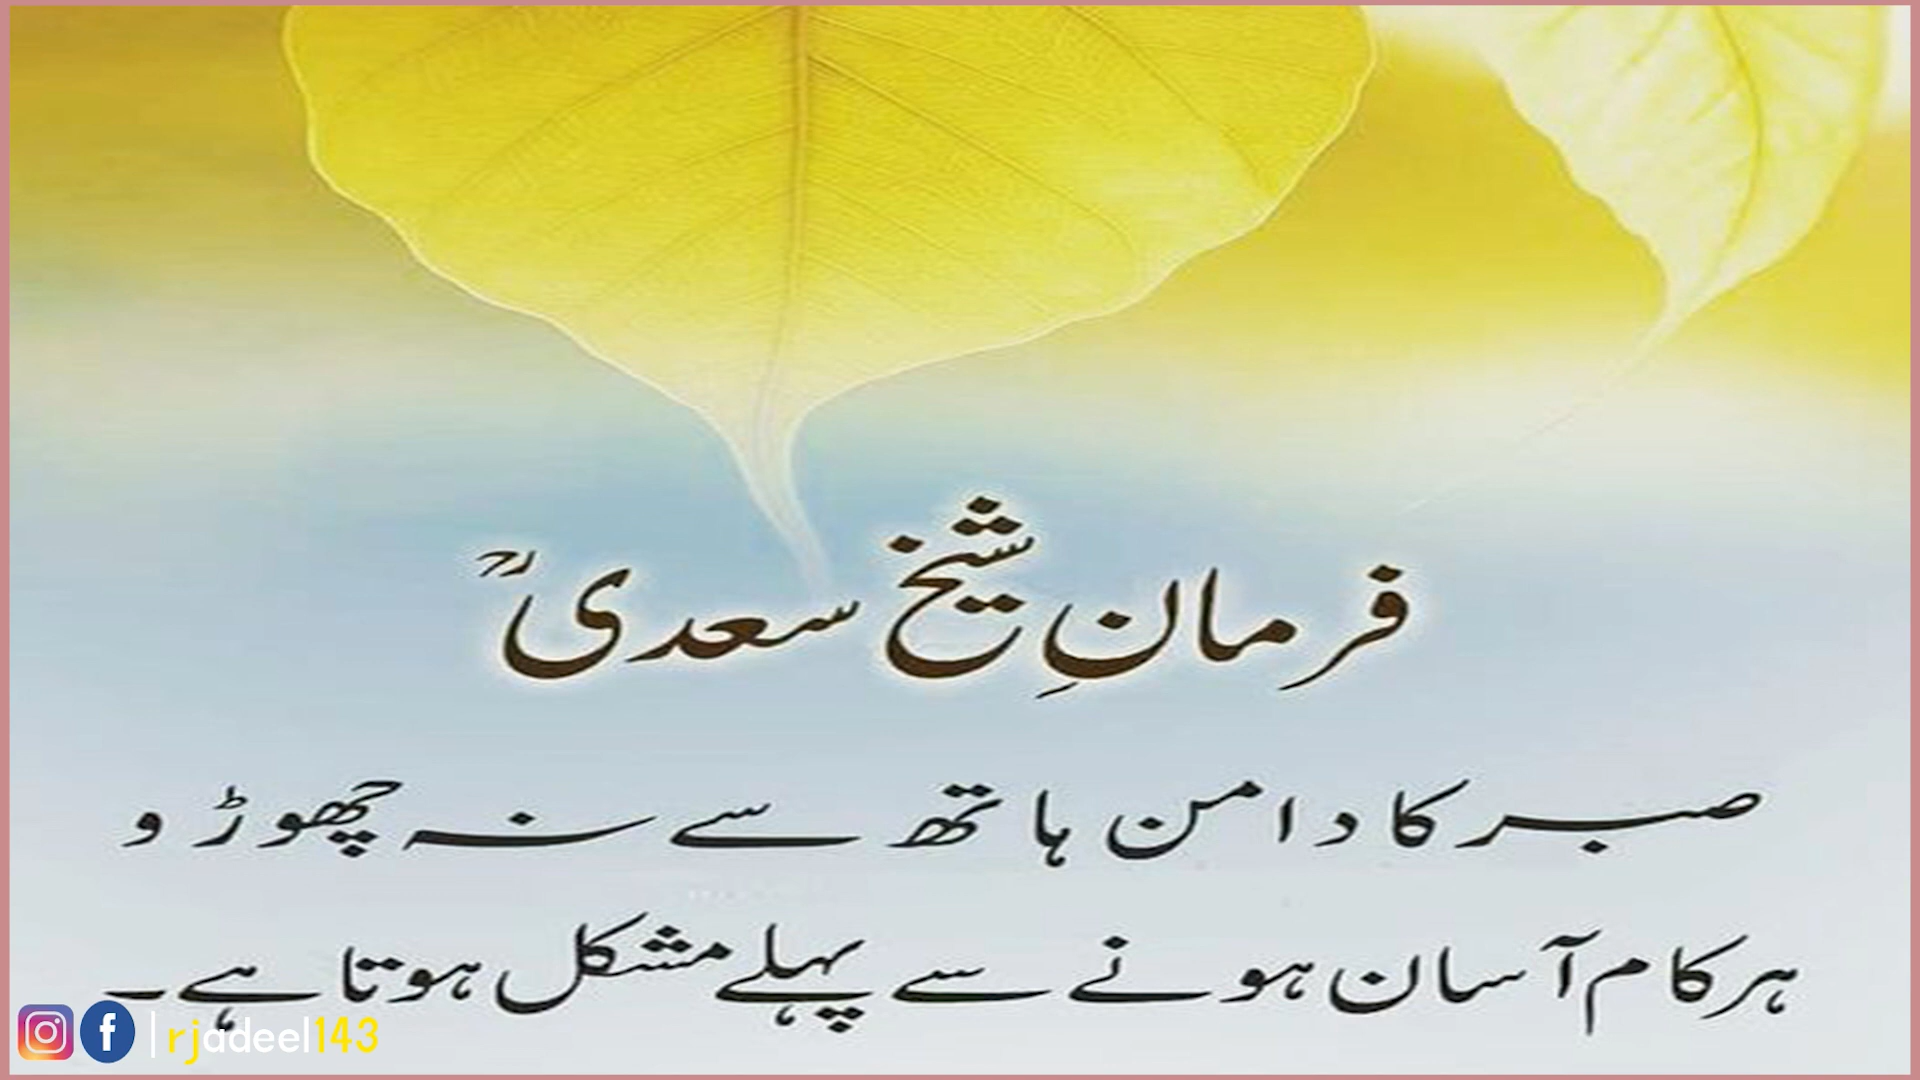 فرمانِ شیخ سعدیؒ
صبر کا دامن ہاتھ سے نہ چھوڑو
ہر کام آسان ہونے سے پہلے مشکل ہوتا ہے۔
rjadeel143